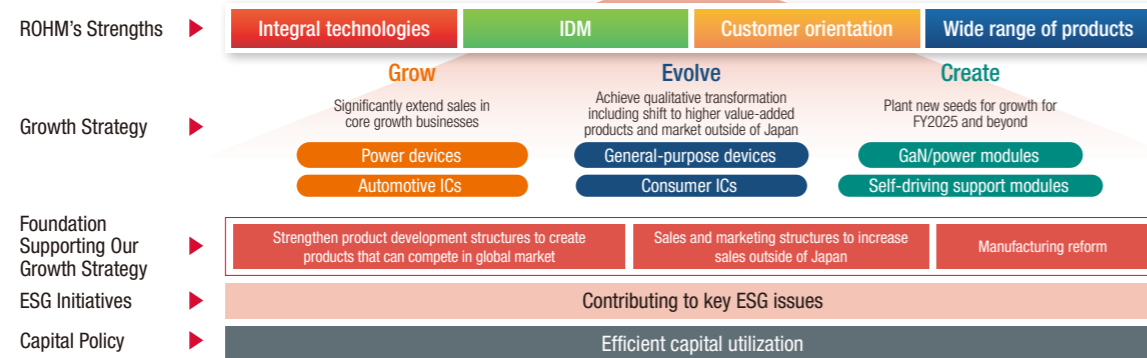 ROHM's Strengths
Integral technologies
IDM
Customer orientation
Wide range of products
Growth Strategy
Grow
Significantly extend sales in
core growth businesses
Power devices
Automotive ICs
Evolve
Achieve qualitative transformation
including shift to higher value-added
products and market outside of Japan
General-purpose devices
Consumer ICs
Create
Plant new seeds for growth for
FY2025 and beyond
GaN/power modules
Self-driving support modules
Foundation
Supporting Our
Growth Strategy
Strengthen product development structures to create
products that can compete in global market
Sales and marketing structures to increase
sales outside of Japan
Manufacturing reform
ESG Initiatives
Contributing to key ESG issues
Capital Policy
Efficient capital utilization